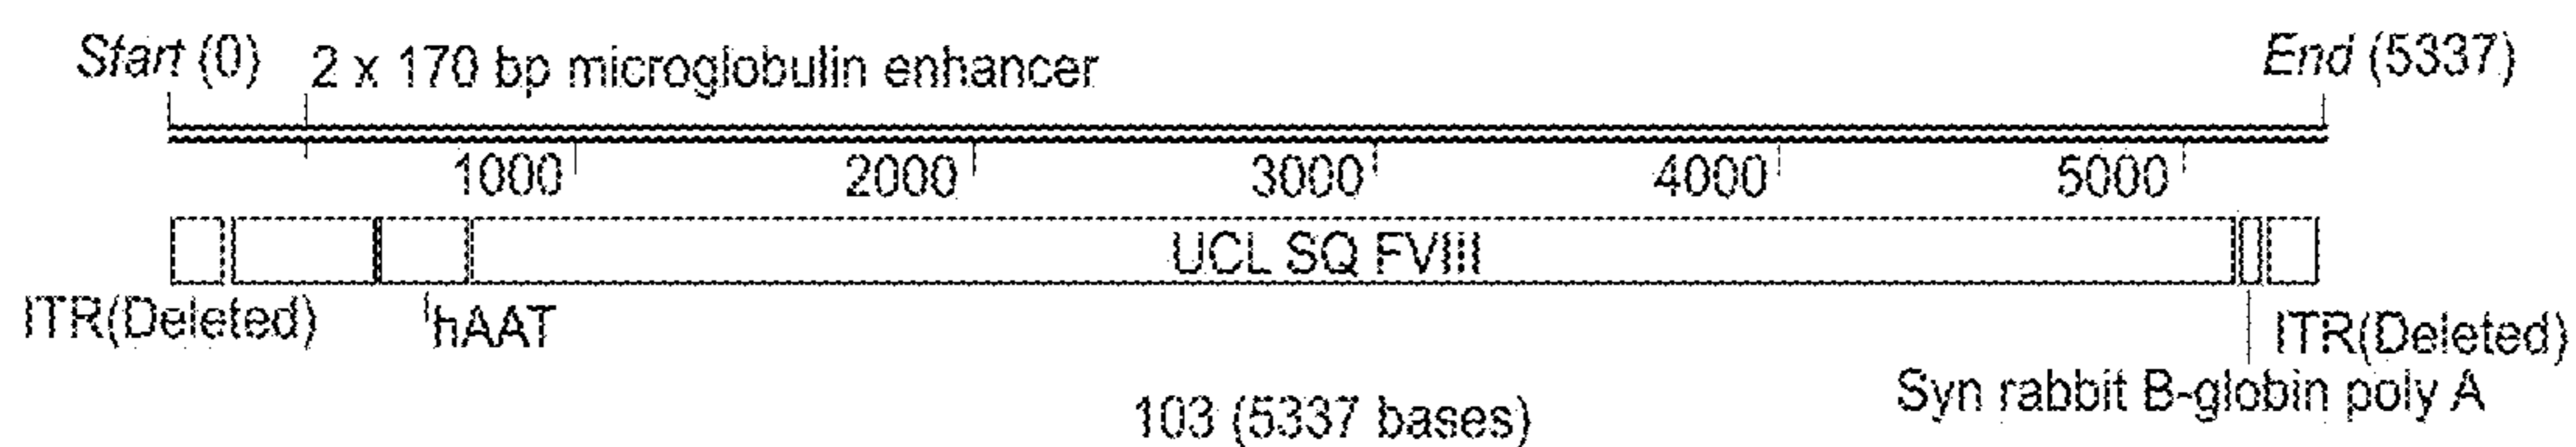 Start (0)
2 x 170 bp microglobulin enhancer
End (5337)
1000
2000
3000
4000
5000
UCL SQ FVIII
ITR(Deleted)
hAAT
ITR(Deleted)
Syn rabbit B-globin poly A
103 (5337 bases)